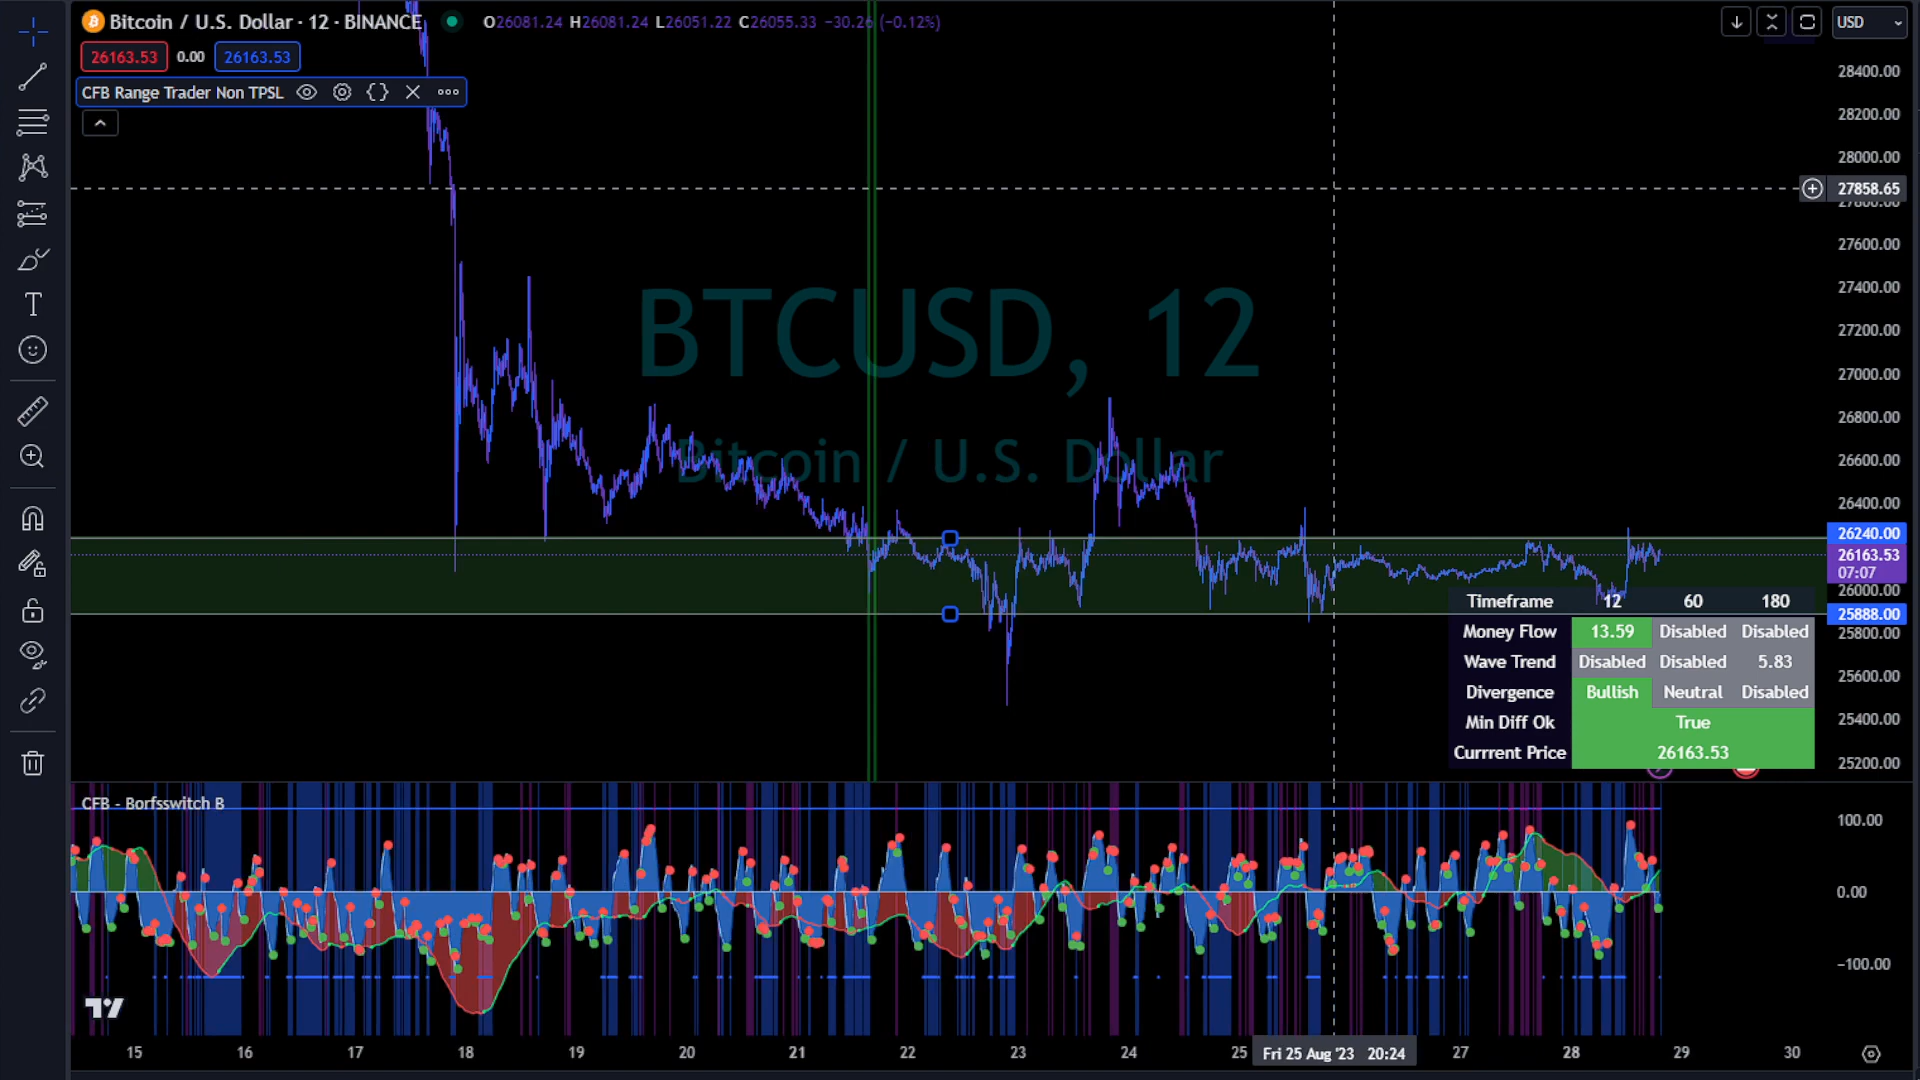 Bitcoin / U.S. Dollar · 12 · BINANCE O26081.24 H26081.24 L26051.22 C26055.33 −30.26 (−0.12%)
USD
26163.53 0.00 26163.53
CFB Range Trader Non TPSL
28400.00
28200.00
28000.00
27858.65
27600.00
27400.00
BTCUSD, 12
27200.00
27000.00
26800.00
Bitcoin / U.S. Dollar
26600.00
26400.00
26240.00
26163.53
07:07
26000.00
25888.00
25800.00
25600.00
25400.00
25200.00
Timeframe 12 60 180
Money Flow 13.59 Disabled Disabled
Wave Trend Disabled Disabled 5.83
Divergence Bullish Neutral Disabled
Min Diff Ok True
Currrent Price 26163.53
CFB - Borfsswitch B
100.00
0.00
−100.00
15 16 17 18 19 20 21 22 23 24 25 Fri 25 Aug '23 20:24 27 28 29 30